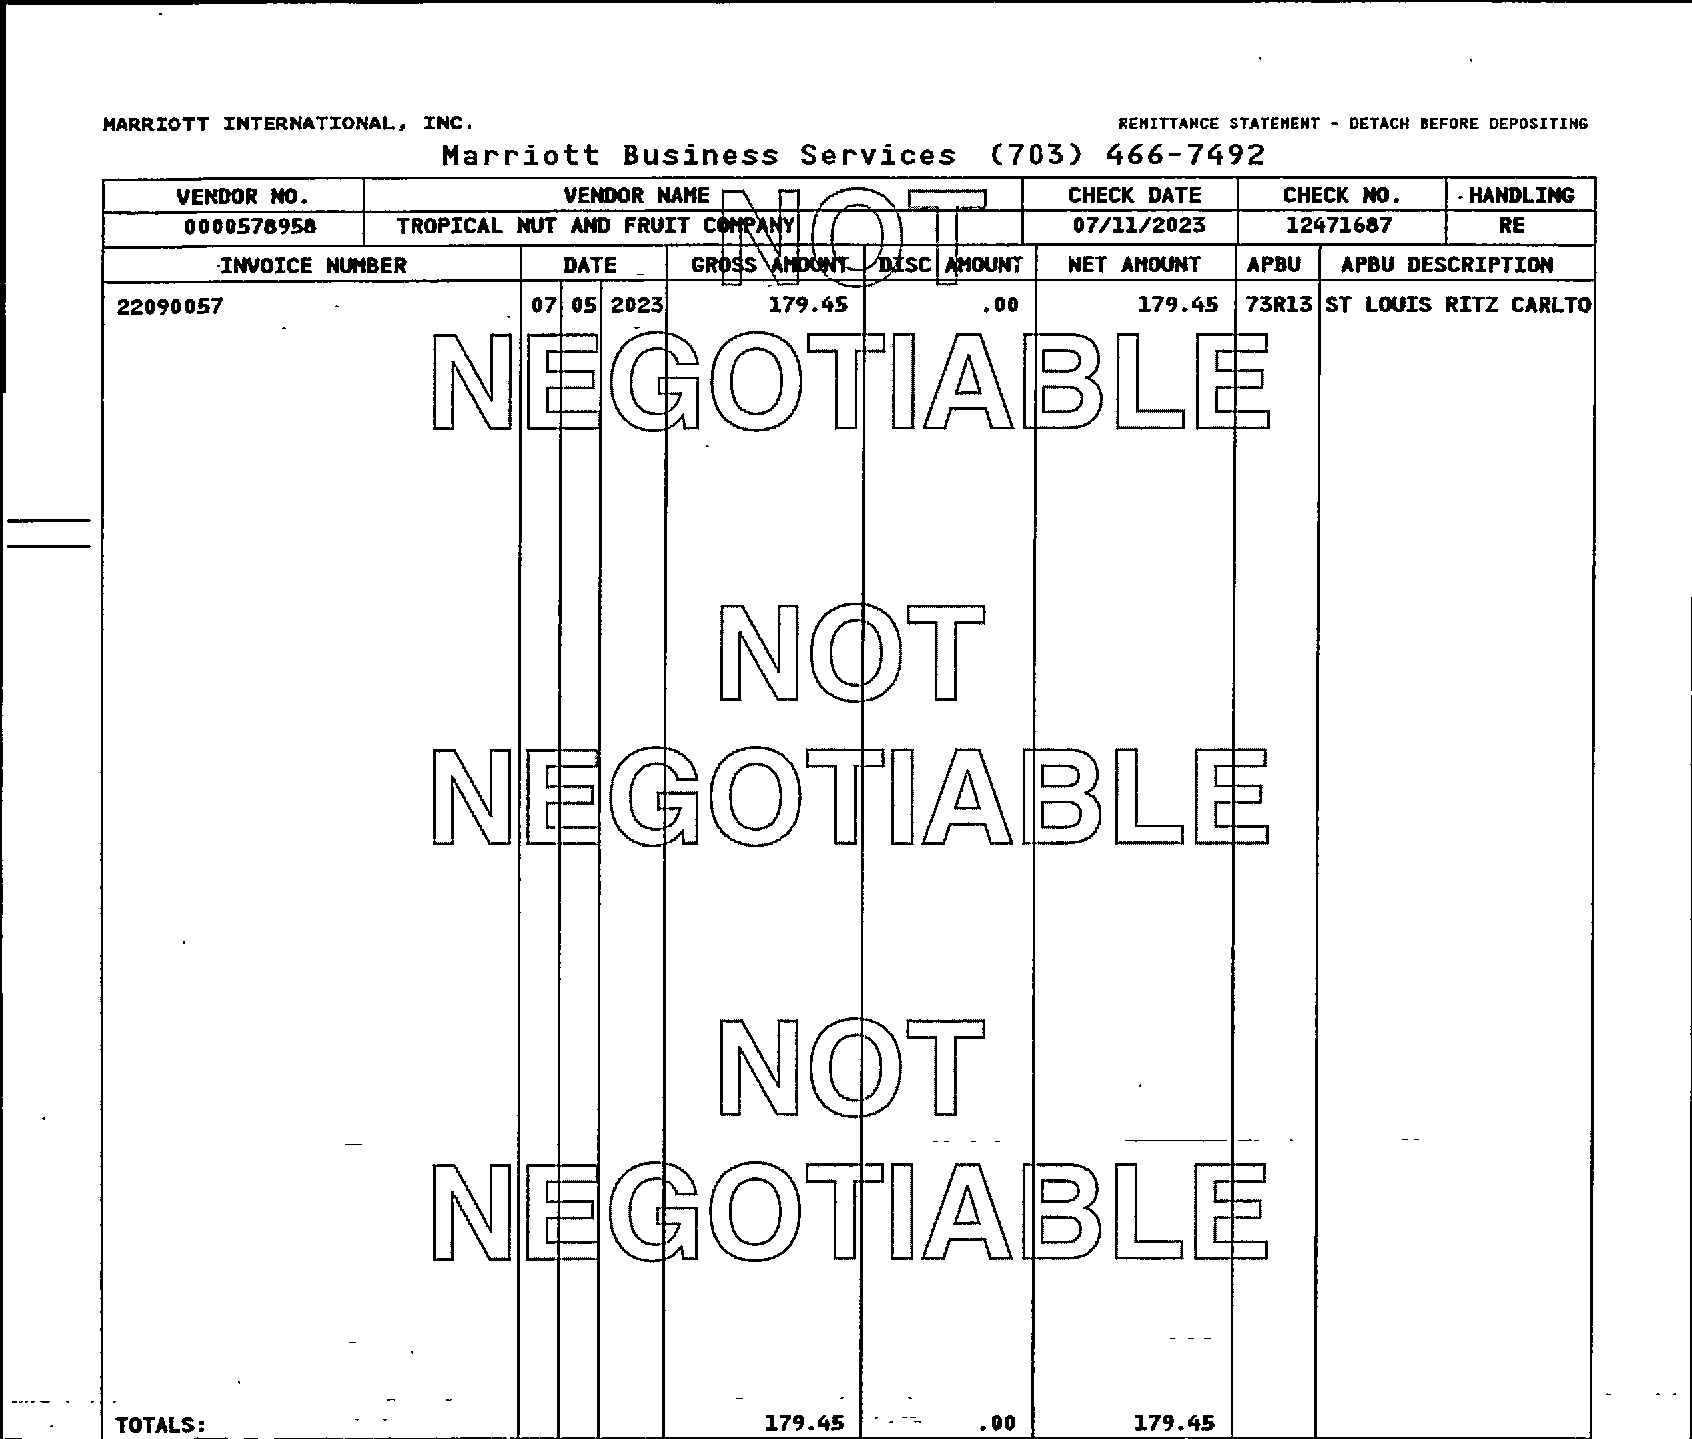 MARRIOTT INTERNATIONAL, INC. REMITTANCE STATEMENT - DETACH BEFORE DEPOSITING
Marriott Business Services (703) 466-7492
VENDOR NO. VENDOR NAME CHECK DATE CHECK NO. HANDLING
0000578958 TROPICAL NUT AND FRUIT COMPANY 07/11/2023 12471687 RE
NOT
INVOICE NUMBER DATE GROSS AMOUNT DISC AMOUNT NET AMOUNT APBU APBU DESCRIPTION
22090057 07 05 2023 179.45 .00 179.45 73R13 ST LOUIS RITZ CARLTO
NEGOTIABLE
NOT
NEGOTIABLE
NOT
NEGOTIABLE
TOTALS: 179.45 .00 179.45